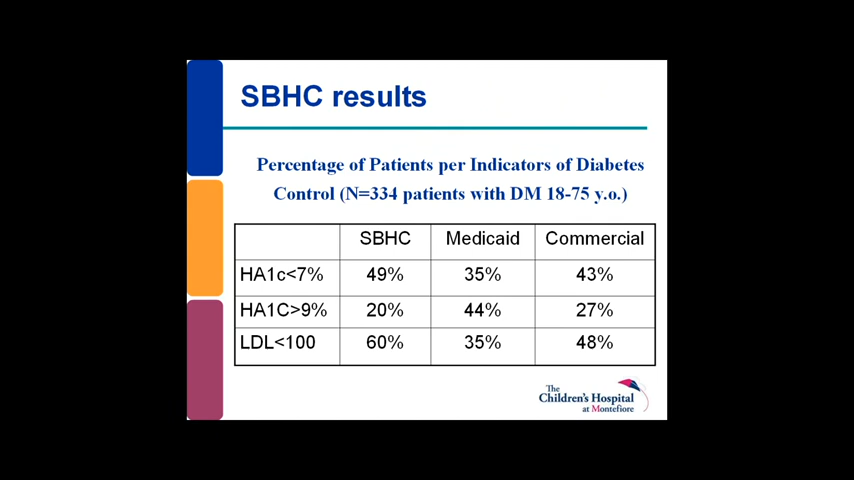 SBHC results
Percentage of Patients per Indicators of Diabetes
Control (N=334 patients with DM 18-75 y.o.)
SBHC Medicaid Commercial
HA1c<7% 49% 35% 43%
HA1C>9% 20% 44% 27%
LDL<100 60% 35% 48%
The
Children's Hospital
at Montefiore